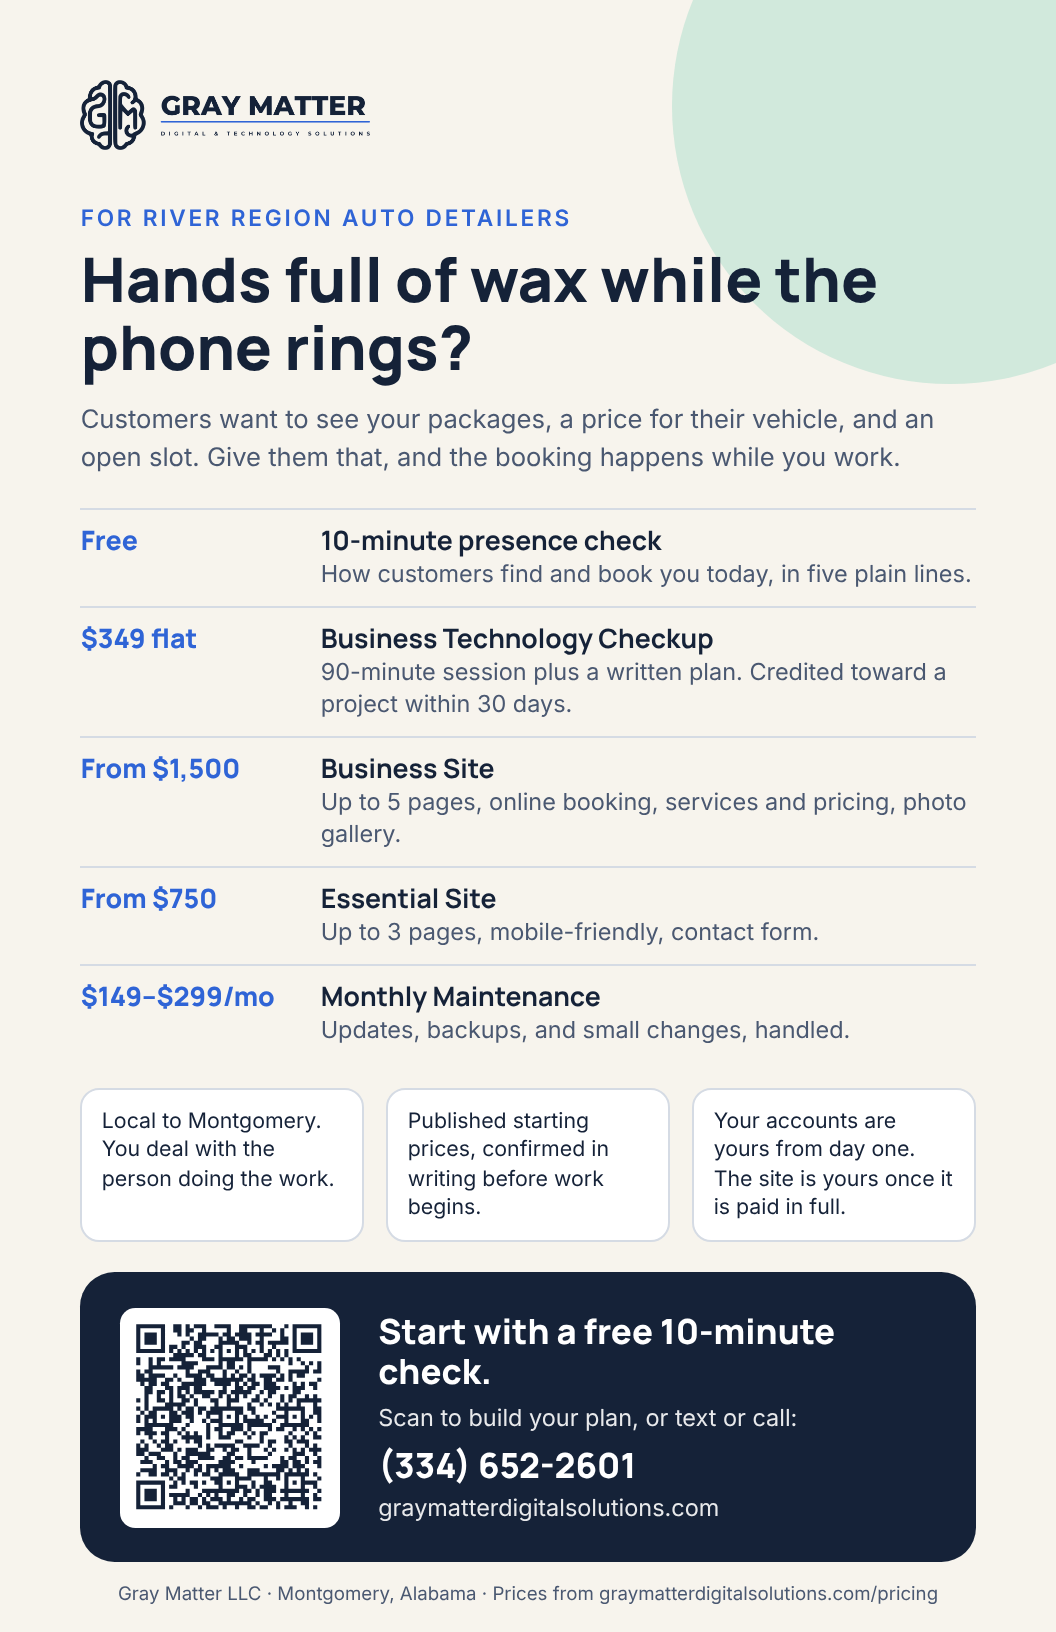 GM
GRAY MATTER
DIGITAL & TECHNOLOGY SOLUTIONS
FOR RIVER REGION AUTO DETAILERS
Hands full of wax while the
phone rings?
Customers want to see your packages, a price for their vehicle, and an
open slot. Give them that, and the booking happens while you work.
Free
10-minute presence check
How customers find and book you today, in five plain lines.
$349 flat
Business Technology Checkup
90-minute session plus a written plan. Credited toward a
project within 30 days.
From $1,500
Business Site
Up to 5 pages, online booking, services and pricing, photo
gallery.
From $750
Essential Site
Up to 3 pages, mobile-friendly, contact form.
$149–$299/mo
Monthly Maintenance
Updates, backups, and small changes, handled.
Local to Montgomery.
You deal with the
person doing the work.
Published starting
prices, confirmed in
writing before work
begins.
Your accounts are
yours from day one.
The site is yours once it
is paid in full.
Start with a free 10-minute
check.
Scan to build your plan, or text or call:
(334) 652-2601
graymatterdigitalsolutions.com
Gray Matter LLC · Montgomery, Alabama · Prices from graymatterdigitalsolutions.com/pricing